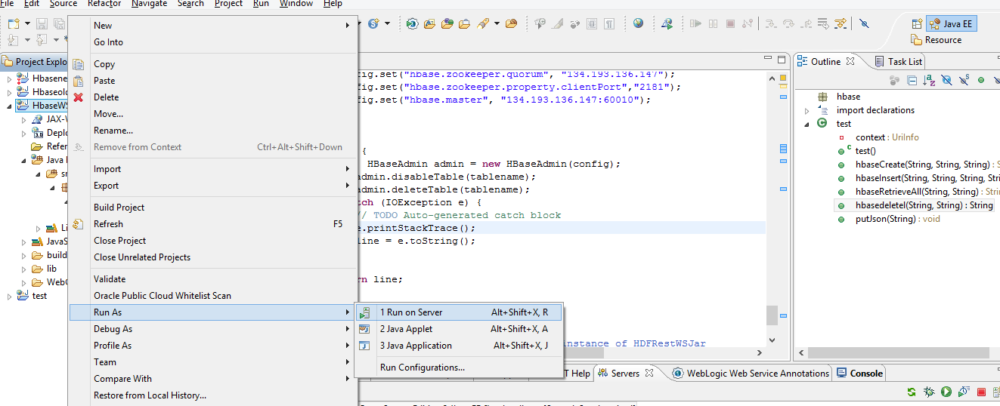 File Edit Source Refactor Navigate Search Project Run Window Help
Java EE
Resource
Project Explo
Hbasene
Hbaseolo
HbaseWS
JAX-W
Deplo
3.0
Refer
Java R
sr
Li
JavaS
build
lib
WebC
test
New
Go Into
Copy
Paste
Delete
Move...
Rename...
Remove from Context Ctrl+Alt+Shift+Down
Import
Export
Build Project
Refresh F5
Close Project
Close Unrelated Projects
Validate
Oracle Public Cloud Whitelist Scan
Run As
Debug As
Profile As
Team
Compare With
Restore from Local History...
1 Run on Server Alt+Shift+X, R
2 Java Applet Alt+Shift+X, A
3 Java Application Alt+Shift+X, J
Run Configurations...
fig.set("hbase.zookeeper.quorum", "134.193.136.147");
fig.set("hbase.zookeeper.property.clientPort","2181");
fig.set("hbase.master", "134.193.136.147:60010");
{
HBaseAdmin admin = new HBaseAdmin(config);
admin.disableTable(tablename);
admin.deleteTable(tablename);
tch (IOException e) {
// TODO Auto-generated catch block
e.printStackTrace();
line = e.toString();
rn line;
instance of HDFRestWSJar
Outline Task List
hbase
import declarations
test
context : UriInfo
test()
hbaseCreate(String, String, String) : S
hbaseInsert(String, String, String, Str
hbaseRetrieveAll(String, String) : Strin
hbasedeletel(String, String) : String
putJson(String) : void
T Help Servers WebLogic Web Service Annotations Console